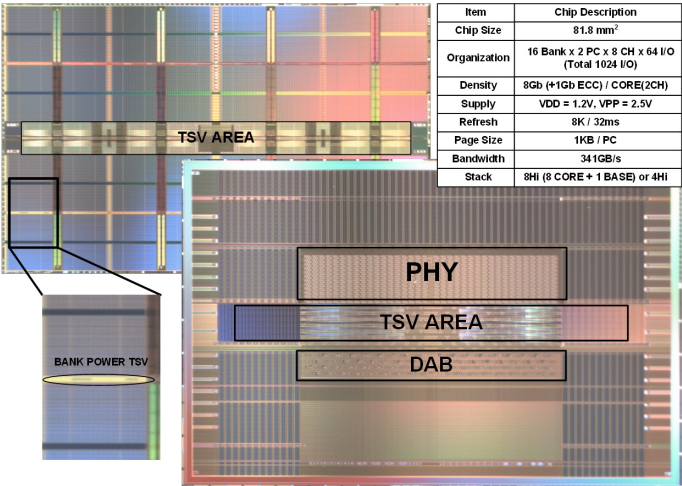 TSV AREA
BANK POWER TSV
PHY
TSV AREA
DAB
Item Chip Description
Chip Size 81.8 mm²
Organization 16 Bank x 2 PC x 8 CH x 64 I/O
(Total 1024 I/O)
Density 8Gb (+1Gb ECC) / CORE(2CH)
Supply VDD = 1.2V, VPP = 2.5V
Refresh 8K / 32ms
Page Size 1KB / PC
Bandwidth 341GB/s
Stack 8Hi (8 CORE + 1 BASE) or 4Hi